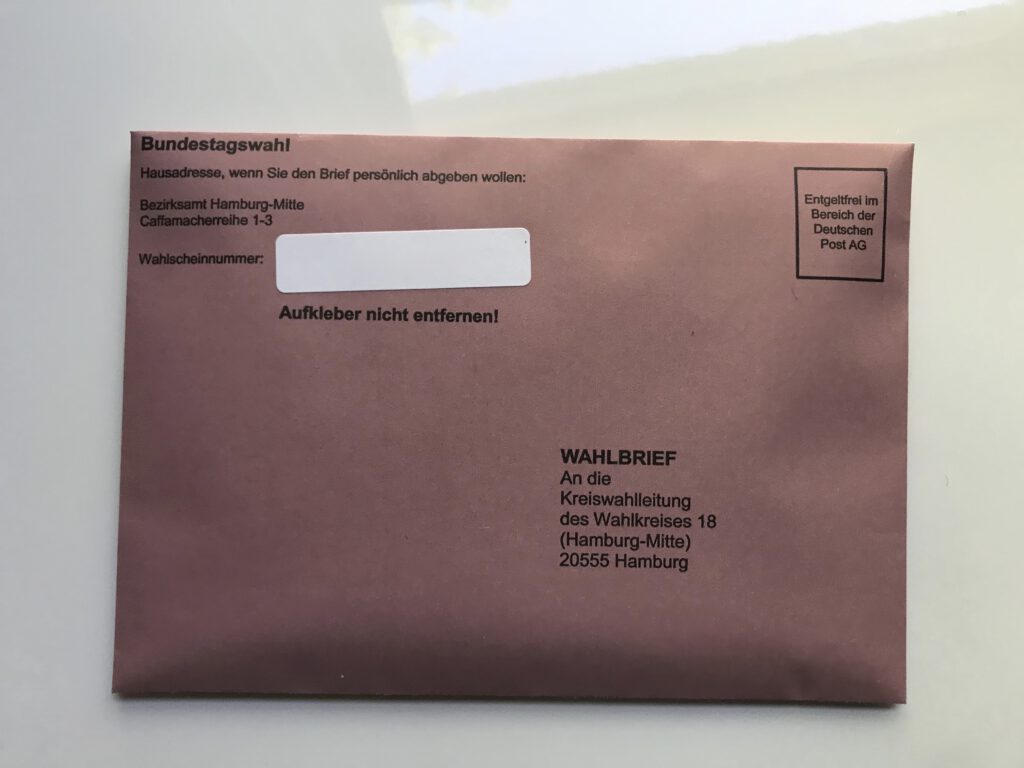 Bundestagswahl
Hausadresse, wenn Sie den Brief persönlich abgeben wollen:
Bezirksamt Hamburg-Mitte
Caffamacherreihe 1-3
Wahlscheinnummer:
Aufkleber nicht entfernen!
Entgeltfrei im
Bereich der
Deutschen
Post AG
WAHLBRIEF
An die
Kreiswahlleitung
des Wahlkreises 18
(Hamburg-Mitte)
20555 Hamburg